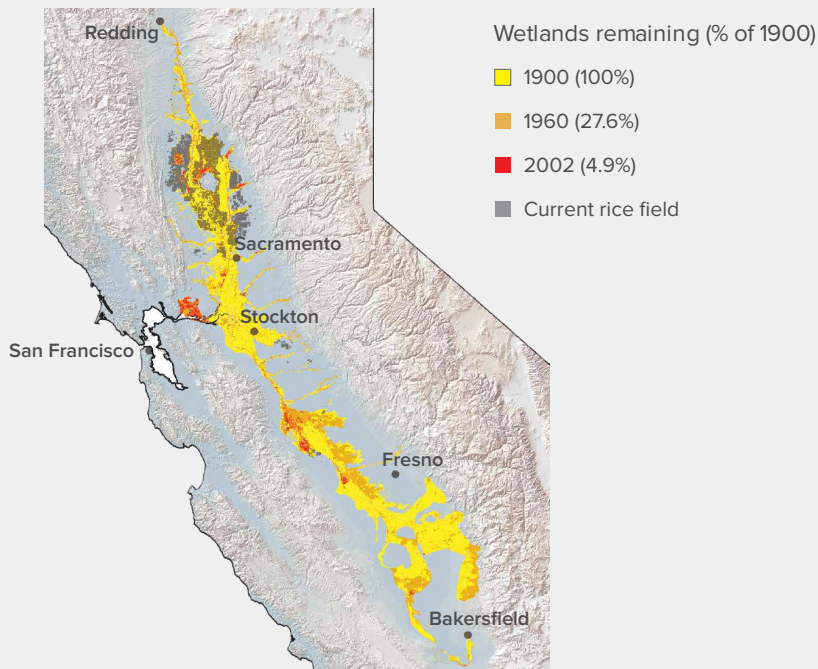 Wetlands remaining (% of 1900)
1900 (100%)
1960 (27.6%)
2002 (4.9%)
Current rice field
Redding
Sacramento
Stockton
San Francisco
Fresno
Bakersfield